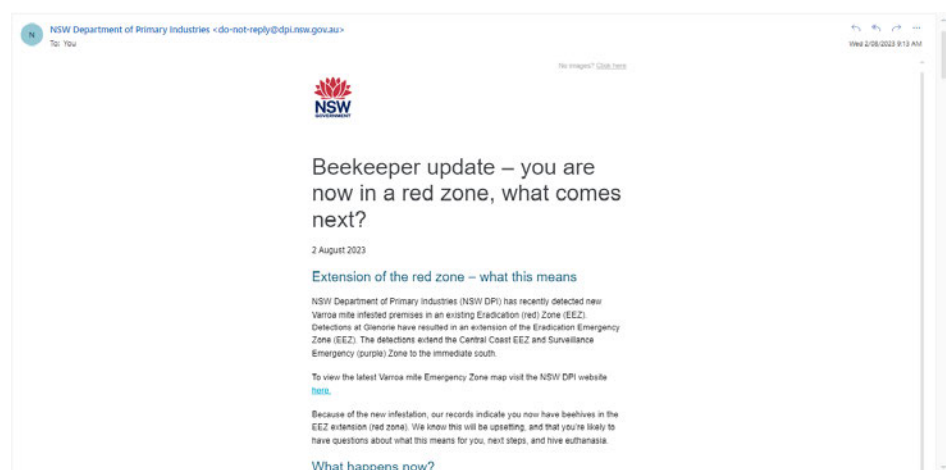 N
NSW Department of Primary Industries <do-not-reply@dpi.nsw.gov.au>
To: You
Wed 2/08/2023 9:13 AM
No images? Click here
NSW
GOVERNMENT
Beekeeper update – you are
now in a red zone, what comes
next?
2 August 2023
Extension of the red zone – what this means
NSW Department of Primary Industries (NSW DPI) has recently detected new
Varroa mite infested premises in an existing Eradication (red) Zone (EEZ).
Detections at Glenorie have resulted in an extension of the Eradication Emergency
Zone (EEZ). The detections extend the Central Coast EEZ and Surveillance
Emergency (purple) Zone to the immediate south.
To view the latest Varroa mite Emergency Zone map visit the NSW DPI website
here.
Because of the new infestation, our records indicate you now have beehives in the
EEZ extension (red zone). We know this will be upsetting, and that you're likely to
have questions about what this means for you, next steps, and hive euthanasia.
What happens now?